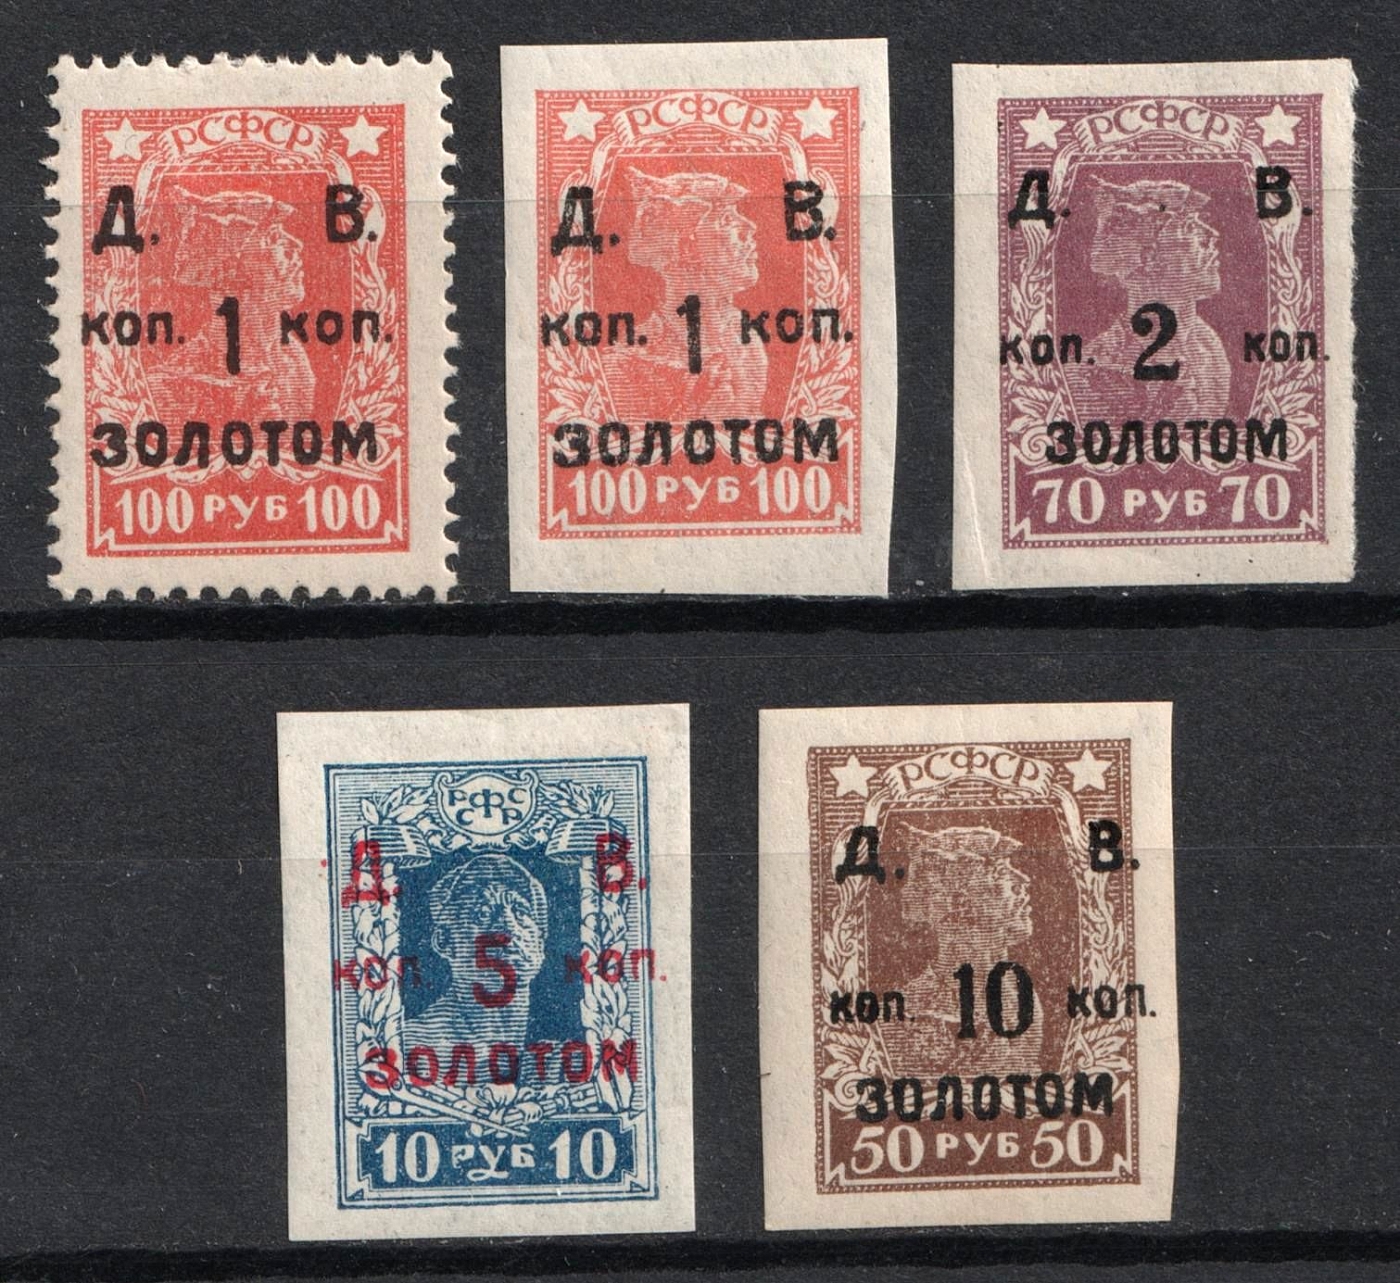 РСФСР
Д. В.
коп. 1 коп.
ЗОЛОТОМ
100 РУБ 100
РСФСР
Д. В.
коп. 1 коп.
ЗОЛОТОМ
100 РУБ 100
РСФСР
Д. В.
коп. 2 коп.
ЗОЛОТОМ
70 РУБ 70
РФС
СР
Д. В.
коп. 5 коп.
ЗОЛОТОМ
10 РУБ 10
РСФСР
Д. В.
коп. 10 коп.
ЗОЛОТОМ
50 РУБ 50